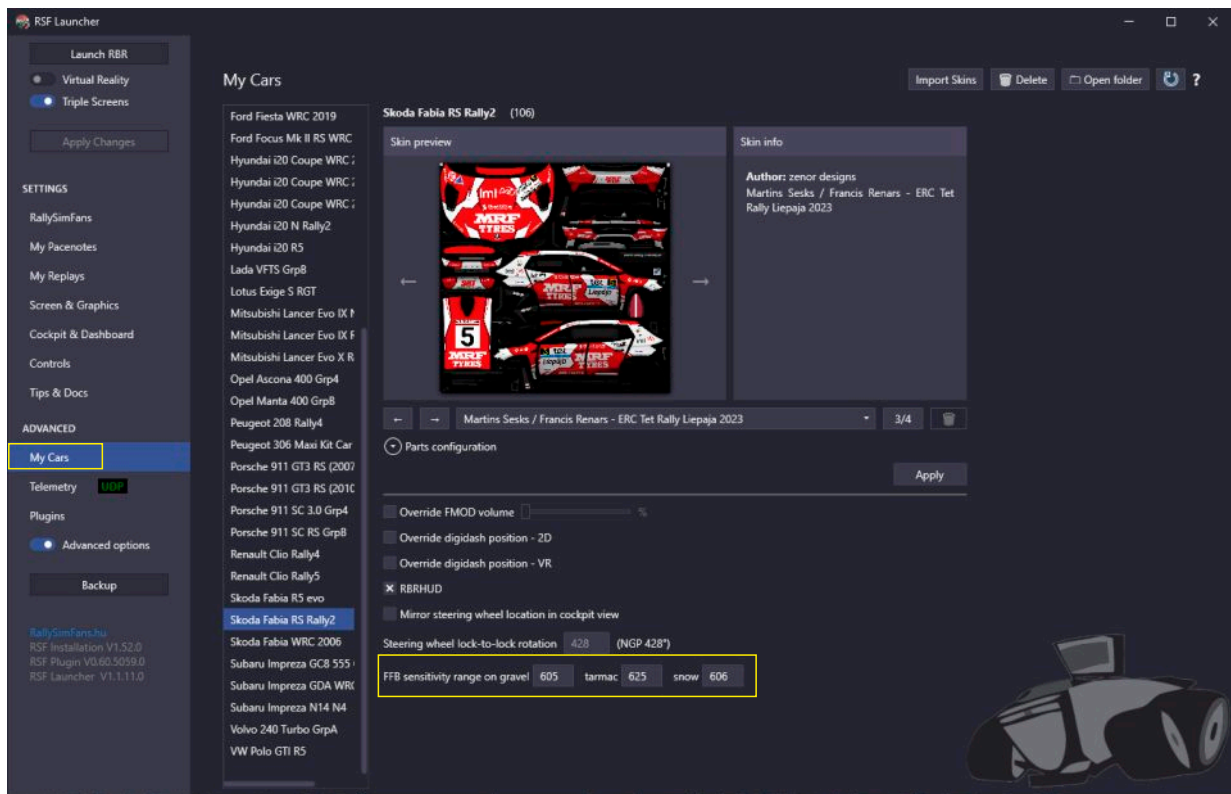 RSF Launcher
Launch RBR
Virtual Reality
Triple Screens
Apply Changes
SETTINGS
RallySimFans
My Pacenotes
My Replays
Screen & Graphics
Cockpit & Dashboard
Controls
Tips & Docs
ADVANCED
My Cars
Telemetry UDP
Plugins
Advanced options
Backup
RallySimFans.hu
RSF Installation V1.52.0
RSF Plugin V0.60.5059.0
RSF Launcher V1.1.11.0
My Cars
Import Skins Delete Open folder ?
Ford Fiesta WRC 2019
Ford Focus Mk II RS WRC
Hyundai i20 Coupe WRC
Hyundai i20 Coupe WRC
Hyundai i20 Coupe WRC
Hyundai i20 N Rally2
Hyundai i20 R5
Lada VFTS GrpB
Lotus Exige S RGT
Mitsubishi Lancer Evo IX
Mitsubishi Lancer Evo IX
Mitsubishi Lancer Evo X R
Opel Ascona 400 Grp4
Opel Manta 400 GrpB
Peugeot 208 Rally4
Peugeot 306 Maxi Kit Car
Porsche 911 GT3 RS (2007
Porsche 911 GT3 RS (2010
Porsche 911 SC 3.0 Grp4
Porsche 911 SC RS GrpB
Renault Clio Rally4
Renault Clio Rally5
Skoda Fabia R5 evo
Skoda Fabia RS Rally2
Skoda Fabia WRC 2006
Subaru Impreza GC8 555
Subaru Impreza GDA WRC
Subaru Impreza N14 N4
Volvo 240 Turbo GrpA
VW Polo GTI R5
Skoda Fabia RS Rally2 (106)
Skin preview
MRF
TYRES
MRF
TYRES
5
MRF
TYRES
MRF
TYRES
Skin info
Author: zenor designs
Martins Sesks / Francis Renars - ERC Tet
Rally Liepaja 2023
Martins Sesks / Francis Renars - ERC Tet Rally Liepaja 2023 3/4
Parts configuration
Apply
Override FMOD volume %
Override digidash position - 2D
Override digidash position - VR
RBRHUD
Mirror steering wheel location in cockpit view
Steering wheel lock-to-lock rotation 428 (NGP 428°)
FFB sensitivity range on gravel 605 tarmac 625 snow 606